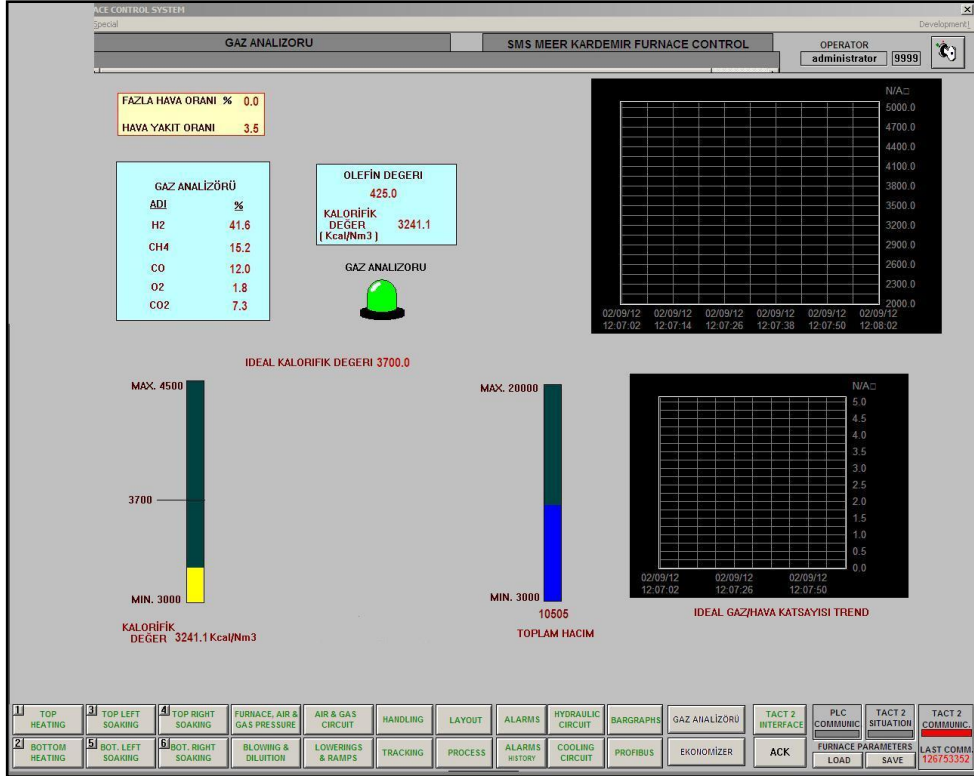 ACE CONTROL SYSTEM
Special
Development!
GAZ ANALIZORU
SMS MEER KARDEMIR FURNACE CONTROL
OPERATOR
administrator 9999
FAZLA HAVA ORANI % 0.0
HAVA YAKIT ORANI 3.5
GAZ ANALİZÖRÜ
ADI %
H2 41.6
CH4 15.2
CO 12.0
O2 1.8
CO2 7.3
OLEFİN DEGERI
425.0
KALORİFİK
DEĞER 3241.1
( Kcal/Nm3 )
GAZ ANALIZORU
N/A
5000.0
4700.0
4400.0
4100.0
3800.0
3500.0
3200.0
2900.0
2600.0
2300.0
2000.0
02/09/12 02/09/12 02/09/12 02/09/12 02/09/12 02/09/12
12:07:02 12:07:14 12:07:26 12:07:38 12:07:50 12:08:02
IDEAL KALORIFIK DEGERI 3700.0
MAX. 4500
3700
MIN. 3000
KALORİFİK
DEĞER 3241.1 Kcal/Nm3
MAX. 20000
MIN. 3000
10505
TOPLAM HACIM
N/A
5.0
4.5
4.0
3.5
3.0
2.5
2.0
1.5
1.0
0.5
0.0
02/09/12 02/09/12 02/09/12
12:07:02 12:07:26 12:07:50
IDEAL GAZ/HAVA KATSAYISI TREND
1 TOP
HEATING
3 TOP LEFT
SOAKING
4 TOP RIGHT
SOAKING
FURNACE, AIR &
GAS PRESSURE
AIR & GAS
CIRCUIT
HANDLING
LAYOUT
ALARMS
HYDRAULIC
CIRCUIT
BARGRAPHS
GAZ ANALİZÖRÜ
TACT 2
INTERFACE
PLC
COMMUNIC.
TACT 2
SITUATION
TACT 2
COMMUNIC.
2 BOTTOM
HEATING
5 BOT. LEFT
SOAKING
6 BOT. RIGHT
SOAKING
BLOWING &
DILUITION
LOWERINGS
& RAMPS
TRACKING
PROCESS
ALARMS
HISTORY
COOLING
CIRCUIT
PROFIBUS
EKONOMİZER
ACK
FURNACE PARAMETERS
LOAD SAVE
LAST COMM.
126753352